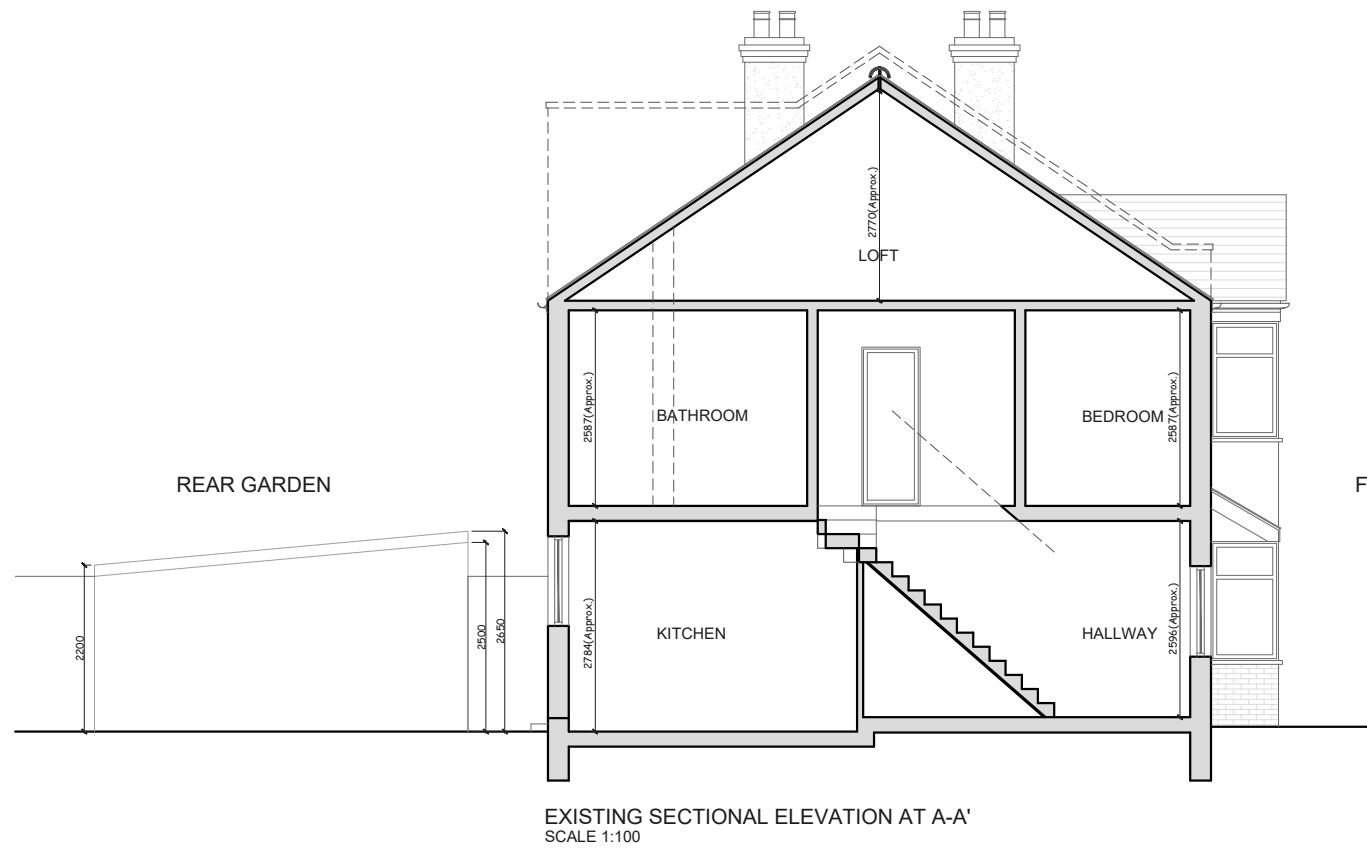 2770(Approx.)
LOFT
2587(Approx.)
BATHROOM
BEDROOM
2587(Approx.)
REAR GARDEN
F
2200
2500
2650
2784(Approx.)
KITCHEN
HALLWAY
2596(Approx.)
EXISTING SECTIONAL ELEVATION AT A-A'
SCALE 1:100